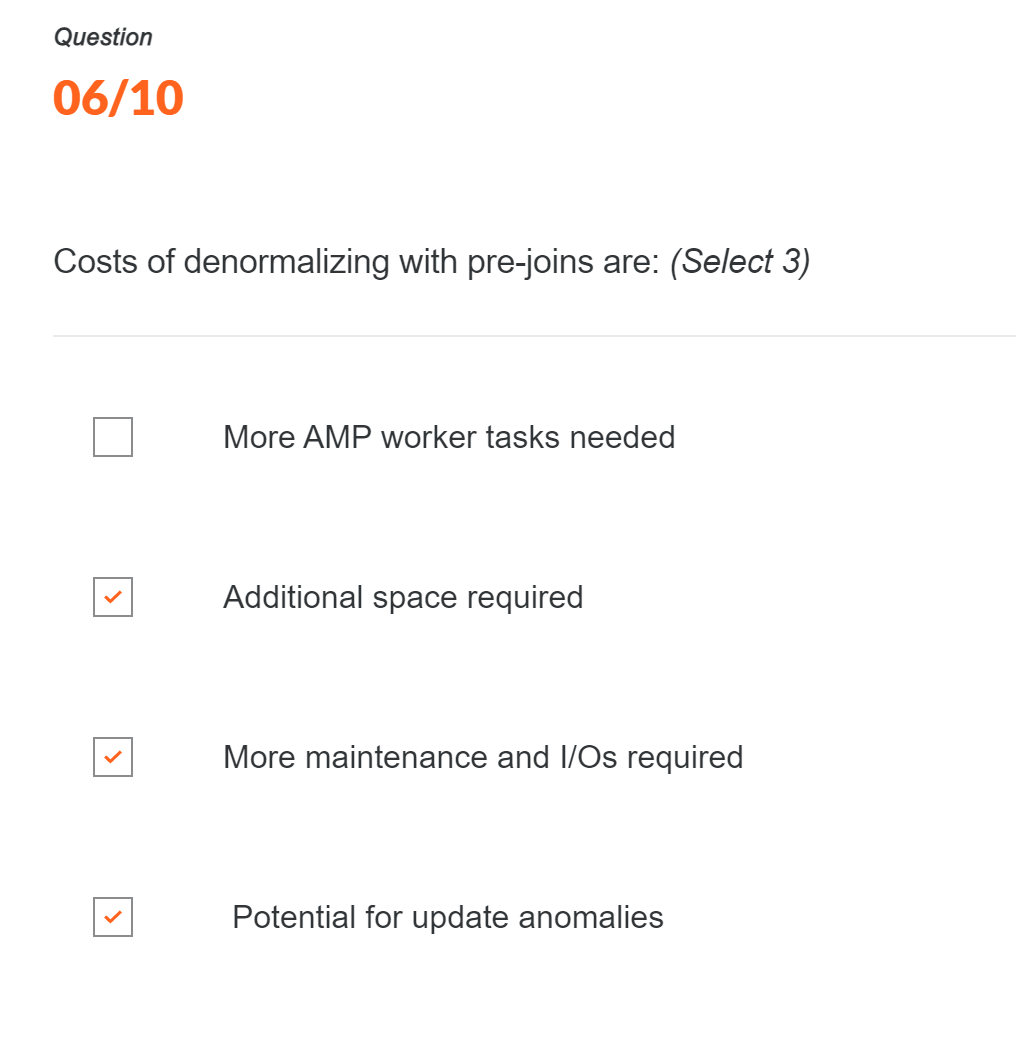 Question
06/10
Costs of denormalizing with pre-joins are: (Select 3)
More AMP worker tasks needed
Additional space required
More maintenance and I/Os required
Potential for update anomalies